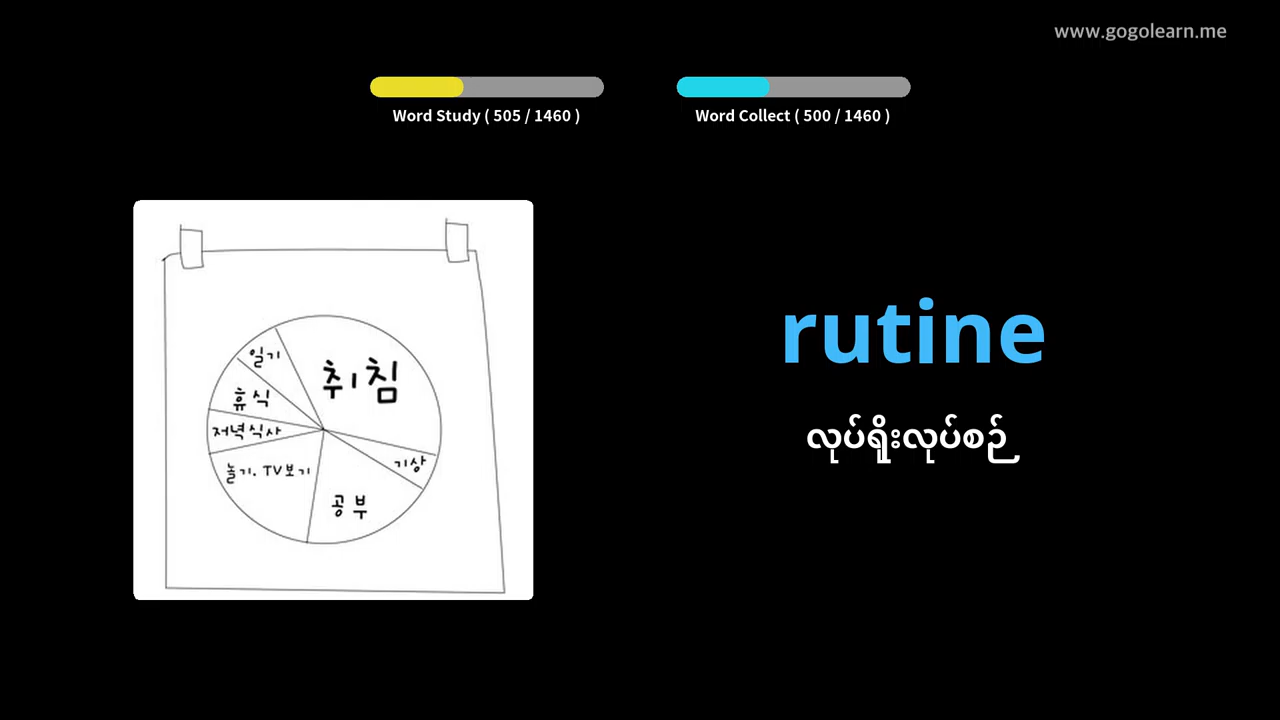 www.gogolearn.me
Word Study ( 505 / 1460 )
Word Collect ( 500 / 1460 )
일기
취침
휴식
저녁식사
놀기. TV보기
기상
공부
rutine
လုပ်ရိုးလုပ်စဉ်